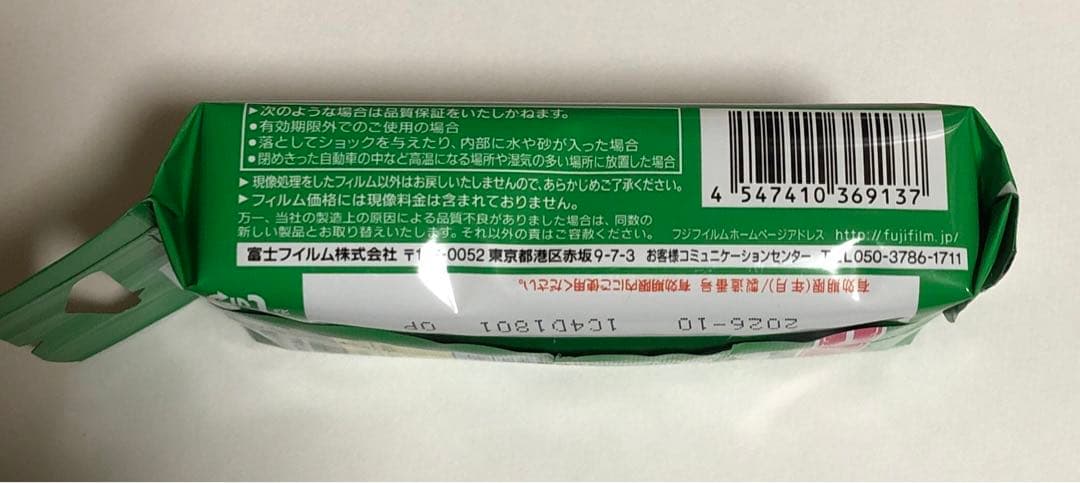 ▶次のような場合は品質保証をいたしかねます。
●有効期限外でのご使用の場合
●落としてショックを与えたり、内部に水や砂が入った場合
●閉めきった自動車の中など高温になる場所や湿気の多い場所に放置した場合
▶現像処理をしたフィルム以外はお戻しいたしませんので、あらかじめご了承ください。
▶フィルム価格には現像料金は含まれておりません。
万一、当社の製造上の原因による品質不良がありました場合は、同数の
新しい製品とお取り替えいたします。それ以外の責はご容赦ください。
フジフイルムホームページアドレス http://fujifilm.jp/
4 547410 369137
富士フイルム株式会社 0052 東京都港区赤坂9-7-3 お客様コミュニケーションセンター TEL050-3786-1711
有効期限(年月)/製造番号 有効期限内にご使用ください。
2026-10 1C4D1801 OP